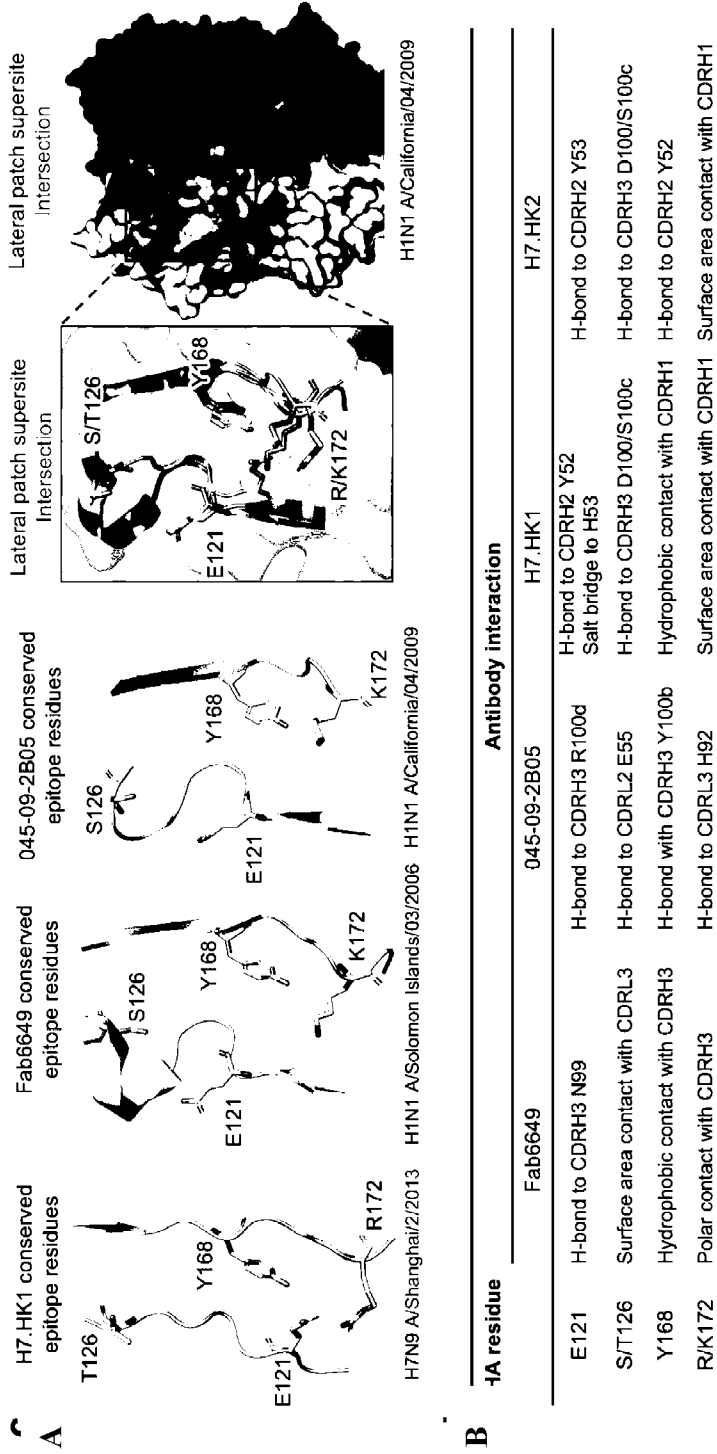 A
H7.HK1 conserved
epitope residues
T126
Y168
E121
R172
H7N9 A/Shanghai/2/2013
Fab6649 conserved
epitope residues
S126
Y168
E121
K172
H1N1 A/Solomon Islands/03/2006
045-09-2B05 conserved
epitope residues
S126
Y168
E121
K172
H1N1 A/California/04/2009
Lateral patch supersite
Intersection
S/T126
Y168
E121
R/K172
Lateral patch supersite
Intersection
H1N1 A/California/04/2009
B
HA residue Antibody interaction
Fab6649 045-09-2B05 H7.HK1 H7.HK2
E121 H-bond to CDRH3 N99 H-bond to CDRH3 R100d H-bond to CDRH2 Y52 H-bond to CDRH2 Y53
Salt bridge to H53
S/T126 Surface area contact with CDRL3 H-bond to CDRL2 E55 H-bond to CDRH3 D100/S100c H-bond to CDRH3 D100/S100c
Y168 Hydrophobic contact with CDRH3 H-bond with CDRH3 Y100b Hydrophobic contact with CDRH1 H-bond to CDRH2 Y52
R/K172 Polar contact with CDRH3 H-bond to CDRL3 H92 Surface area contact with CDRH1 Surface area contact with CDRH1